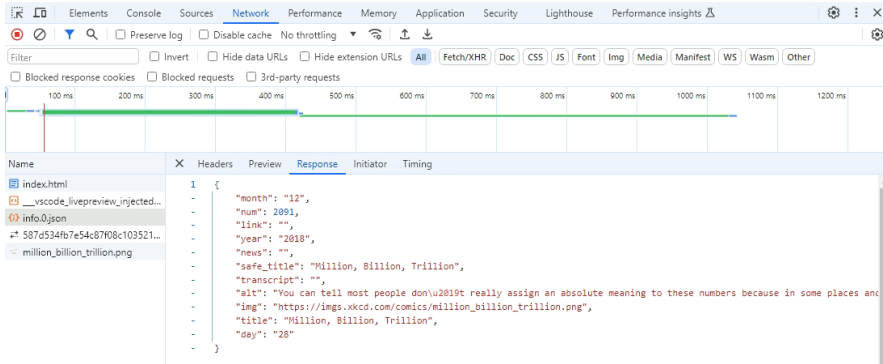 Elements Console Sources Network Performance Memory Application Security Lighthouse Performance insights
Preserve log Disable cache No throttling
Filter Invert Hide data URLs Hide extension URLs All Fetch/XHR Doc CSS JS Font Img Media Manifest WS Wasm Other
Blocked response cookies Blocked requests 3rd-party requests
100 ms 200 ms 300 ms 400 ms 500 ms 600 ms 700 ms 800 ms 900 ms 1000 ms 1100 ms 1200 ms
Name Headers Preview Response Initiator Timing
index.html
__vscode_livepreview_injected...
info.0.json
587d534fb7e54c87f08c103521...
million_billion_trillion.png
1 {
- "month": "12",
- "num": 2091,
- "link": "",
- "year": "2018",
- "news": "",
- "safe_title": "Million, Billion, Trillion",
- "transcript": "",
- "alt": "You can tell most people don\u2019t really assign an absolute meaning to these numbers because in some places and
- "img": "https://imgs.xkcd.com/comics/million_billion_trillion.png",
- "title": "Million, Billion, Trillion",
- "day": "28"
- }